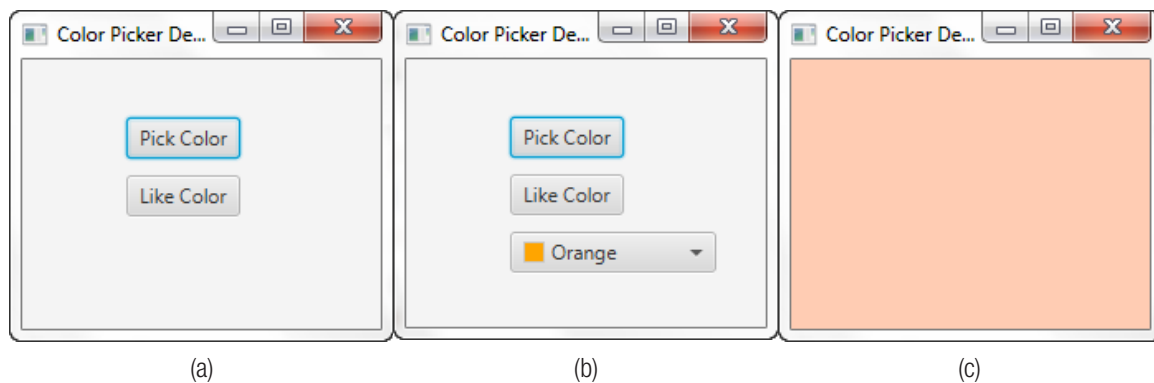 Color Picker De...
Pick Color
Like Color
(a)
Color Picker De...
Pick Color
Like Color
Orange
(b)
Color Picker De...
(c)